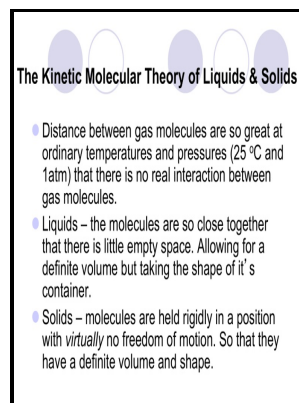 The Kinetic Molecular Theory of Liquids & Solids
Distance between gas molecules are so great at
ordinary temperatures and pressures (25 ºC and
1atm) that there is no real interaction between
gas molecules.
Liquids – the molecules are so close together
that there is little empty space. Allowing for a
definite volume but taking the shape of it’s
container.
Solids – molecules are held rigidly in a position
with virtually no freedom of motion. So that they
have a definite volume and shape.